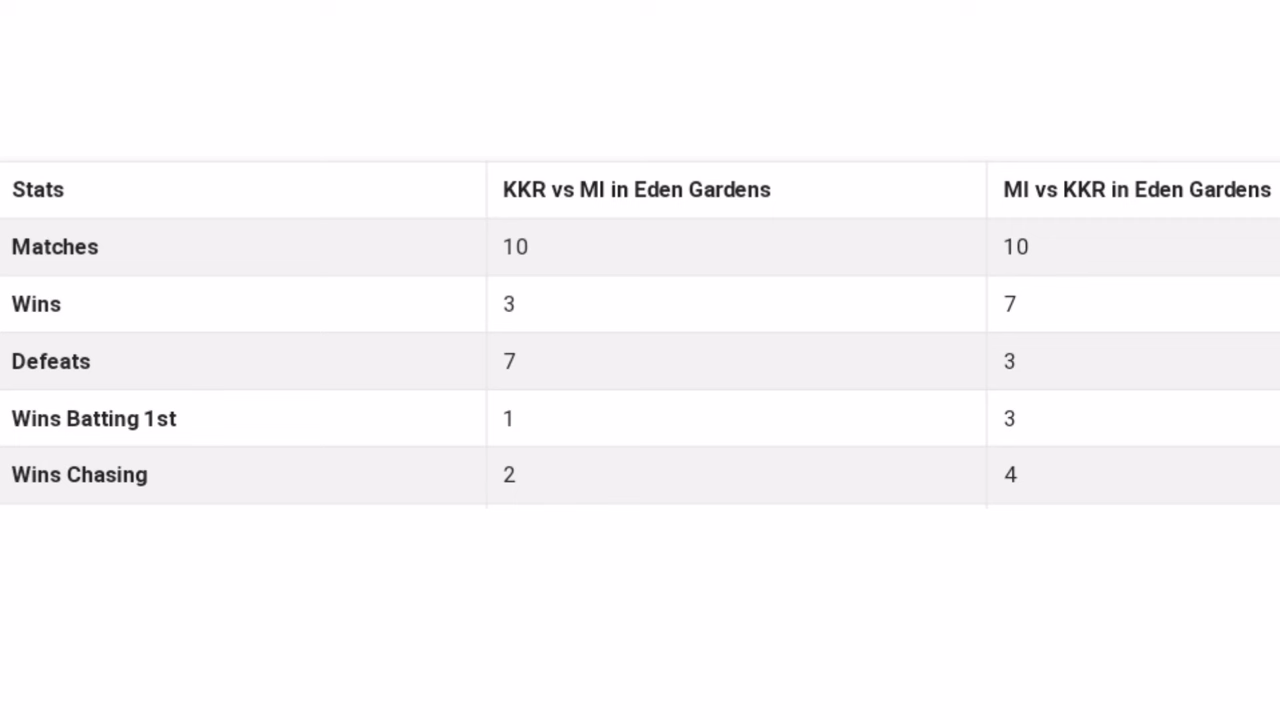 Stats KKR vs MI in Eden Gardens MI vs KKR in Eden Gardens
Matches 10 10
Wins 3 7
Defeats 7 3
Wins Batting 1st 1 3
Wins Chasing 2 4